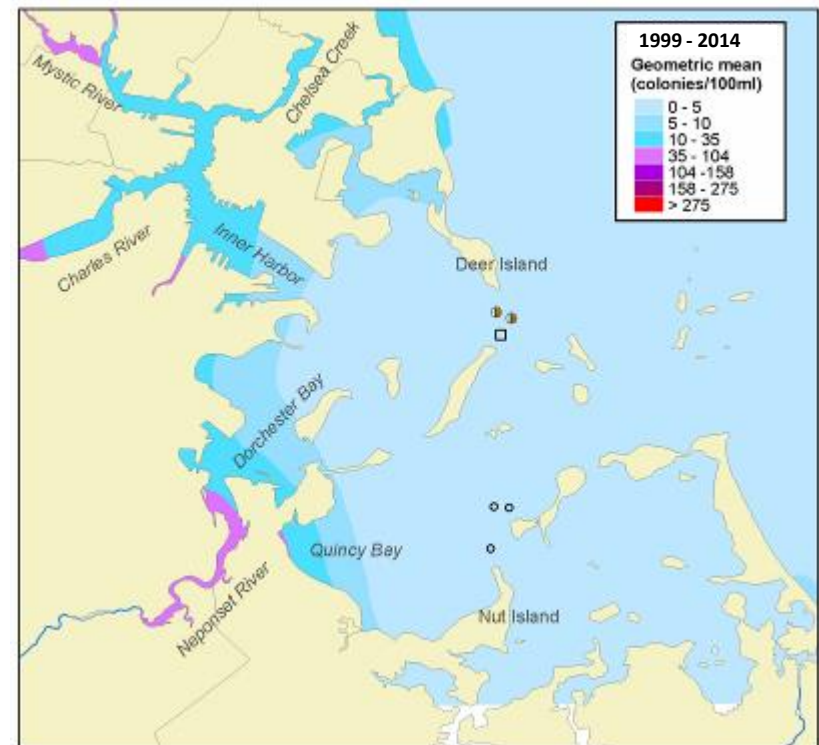 1999 - 2014
Geometric mean
(colonies/100ml)
0 - 5
5 - 10
10 - 35
35 - 104
104 -158
158 - 275
> 275
Mystic River
Chelsea Creek
Charles River
Inner Harbor
Deer Island
Dorchester Bay
Quincy Bay
Neponset River
Nut Island